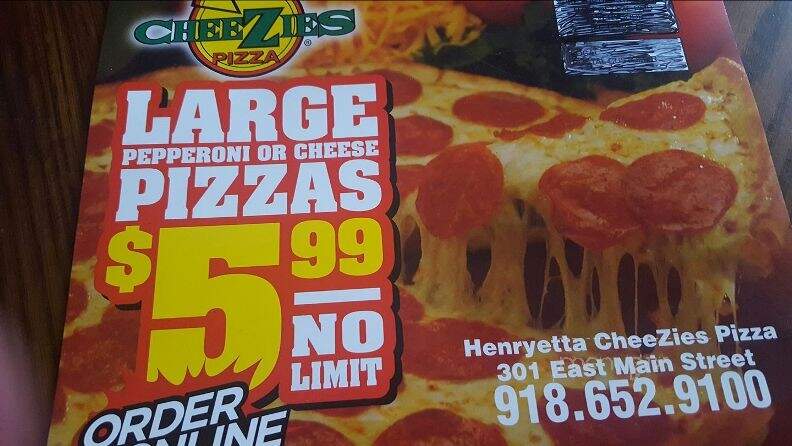 CHEEZIES
PIZZA
LARGE
PEPPERONI OR CHEESE
PIZZAS
$5.99
NO
LIMIT
Henryetta CheeZies Pizza
301 East Main Street
918.652.9100
ORDER
ONLINE